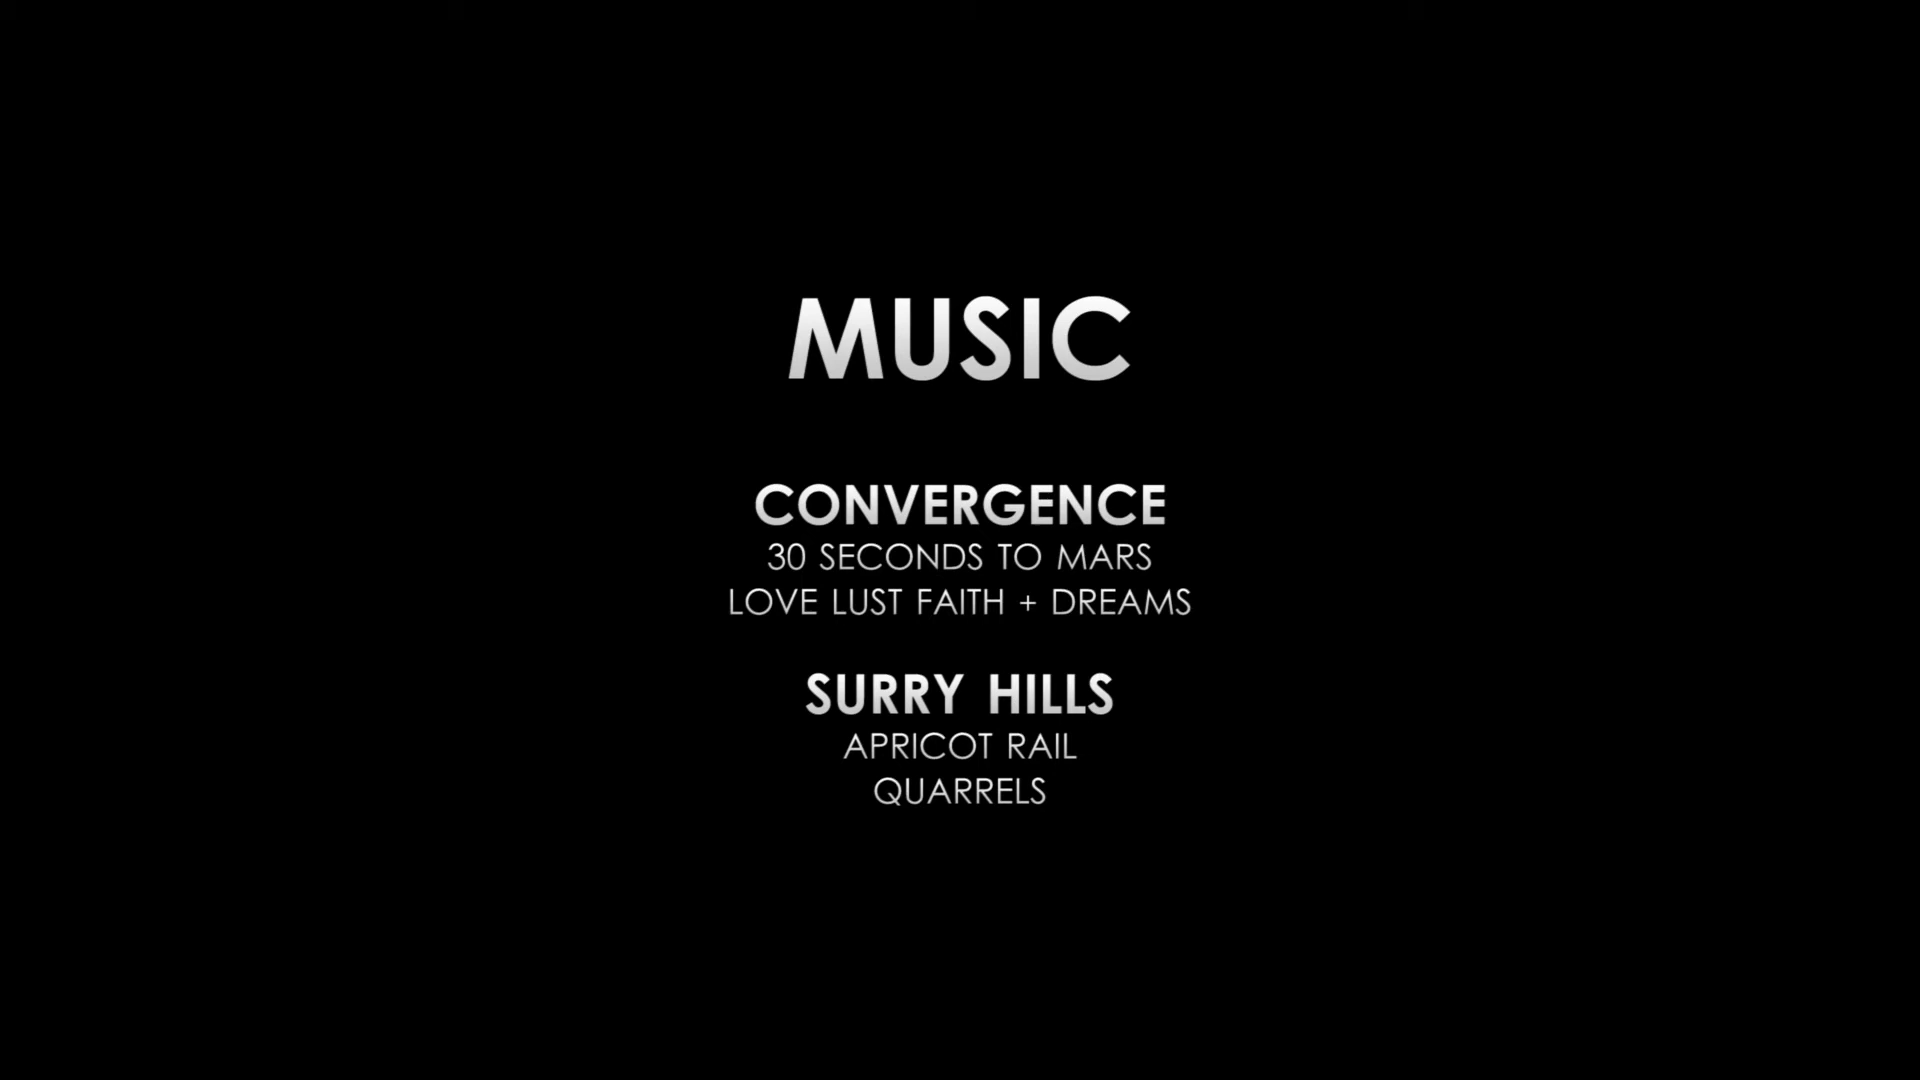 MUSIC
CONVERGENCE
30 SECONDS TO MARS
LOVE LUST FAITH + DREAMS
SURRY HILLS
APRICOT RAIL
QUARRELS